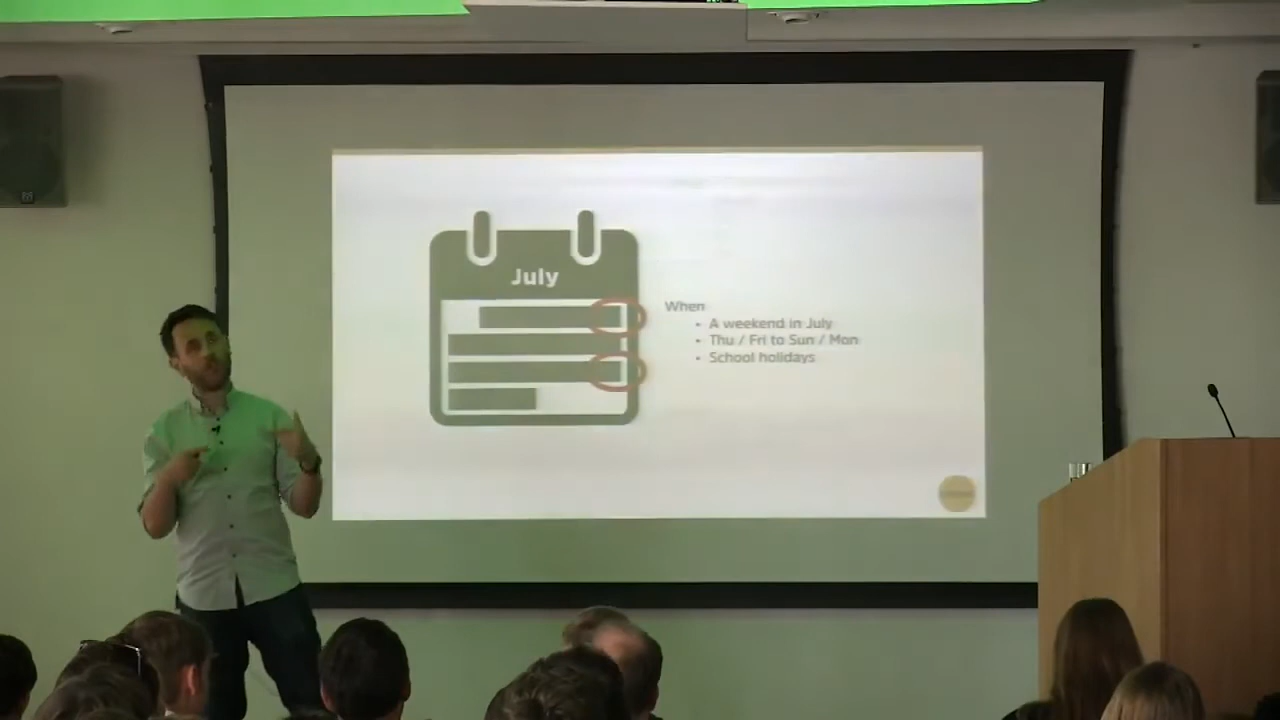 July
When
• A weekend in July
• Thu / Fri to Sun / Mon
• School holidays